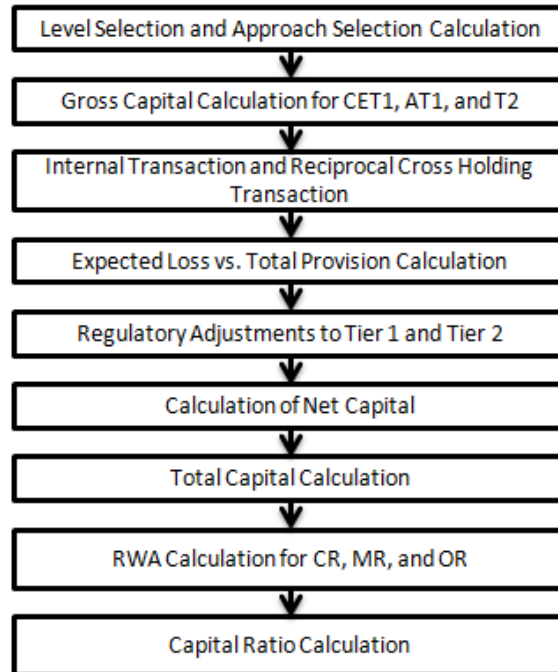 Level Selection and Approach Selection Calculation
Gross Capital Calculation for CET1, AT1, and T2
Internal Transaction and Reciprocal Cross Holding
Transaction
Expected Loss vs. Total Provision Calculation
Regulatory Adjustments to Tier 1 and Tier 2
Calculation of Net Capital
Total Capital Calculation
RWA Calculation for CR, MR, and OR
Capital Ratio Calculation